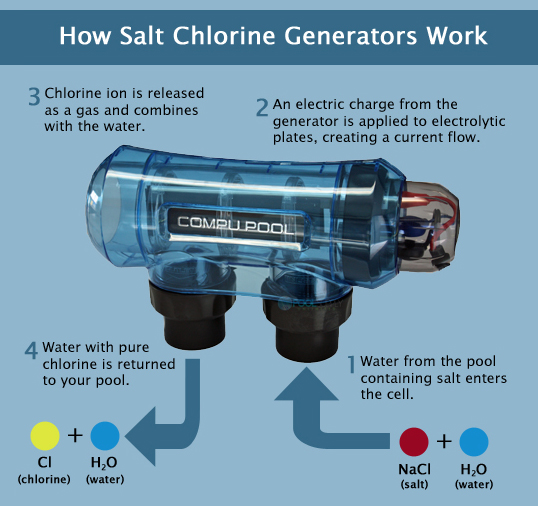 How Salt Chlorine Generators Work
3 Chlorine ion is released
as a gas and combines
with the water.
2 An electric charge from the
generator is applied to electrolytic
plates, creating a current flow.
COMPU POOL
4 Water with pure
chlorine is returned
to your pool.
1 Water from the pool
containing salt enters
the cell.
+
Cl
(chlorine)
H₂O
(water)
+
NaCl
(salt)
H₂O
(water)